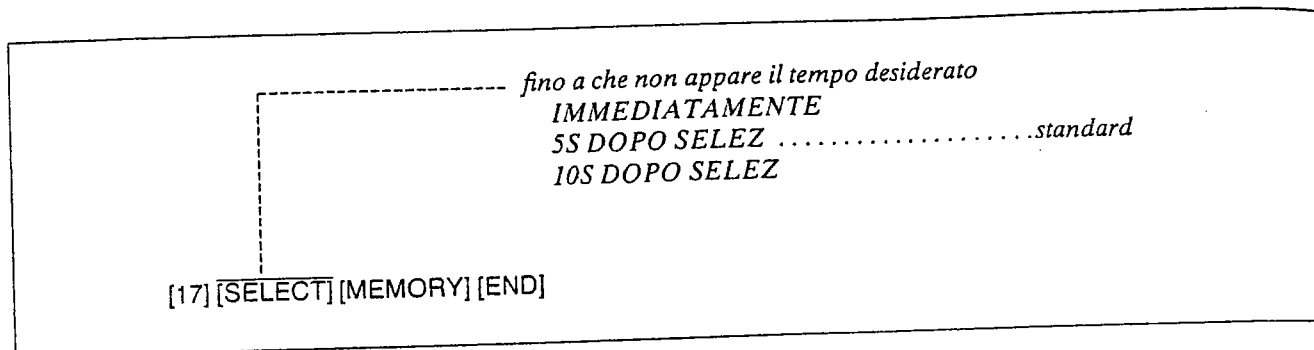 fino a che non appare il tempo desiderato
IMMEDIATAMENTE
5S DOPO SELEZ .....................standard
10S DOPO SELEZ
[17] [SELECT] [MEMORY] [END]